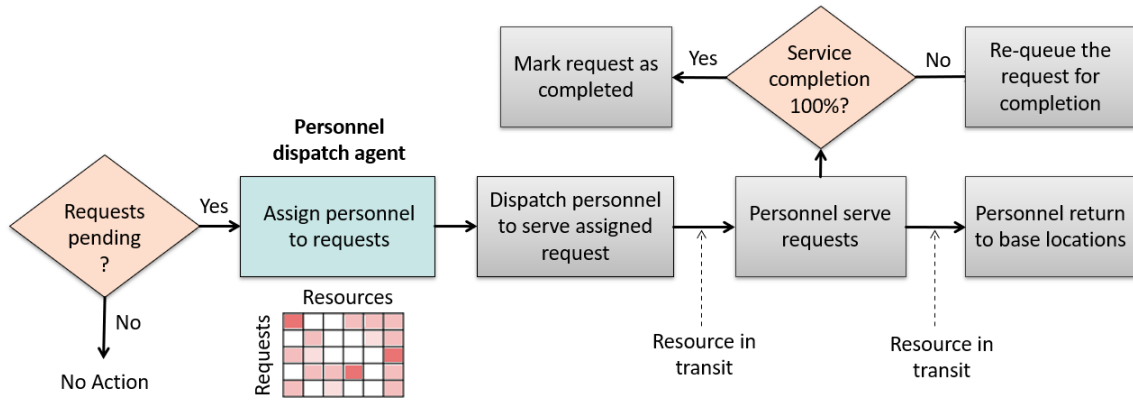 Mark request as
completed
Yes
Service
completion
100%?
No
Re-queue the
request for
completion
Personnel
dispatch agent
Requests
pending
?
Yes
Assign personnel
to requests
Dispatch personnel
to serve assigned
request
Personnel serve
requests
Personnel return
to base locations
No
No Action
Resources
Requests
Resource in
transit
Resource in
transit